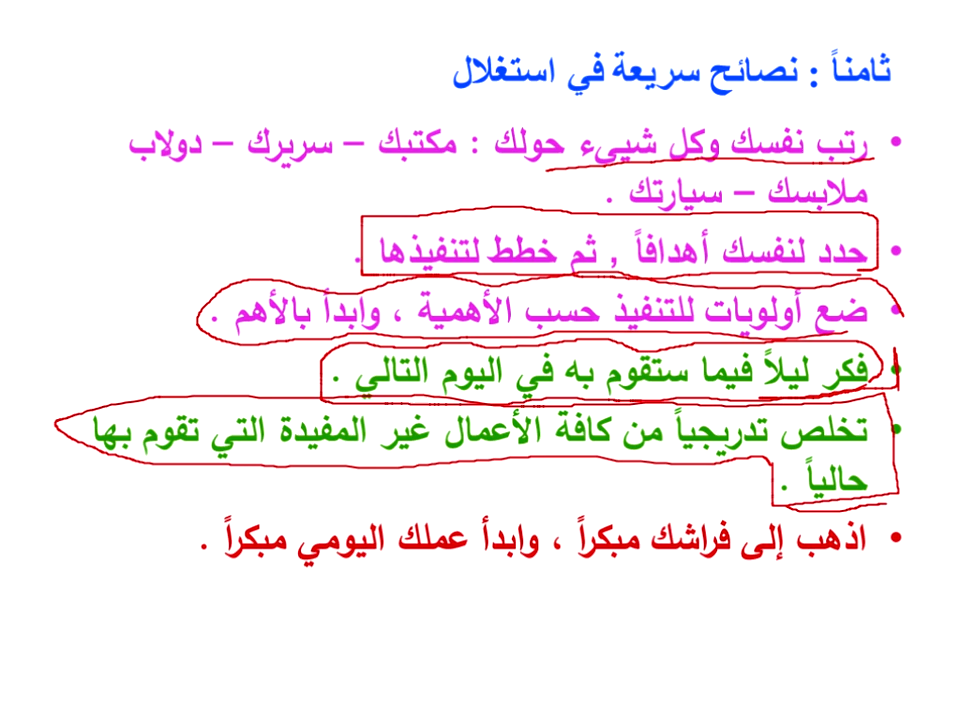 ثامناً : نصائح سريعة في استغلال
• رتب نفسك وكل شيىء حولك : مكتبك – سريرك – دولاب
ملابسك – سيارتك .
• حدد لنفسك أهدافاً , ثم خطط لتنفيذها .
• ضع أولويات للتنفيذ حسب الأهمية ، وابدأ بالأهم .
• فكر ليلاً فيما ستقوم به في اليوم التالي .
• تخلص تدريجياً من كافة الأعمال غير المفيدة التي تقوم بها
حالياً .
• اذهب إلى فراشك مبكراً ، وابدأ عملك اليومي مبكراً .